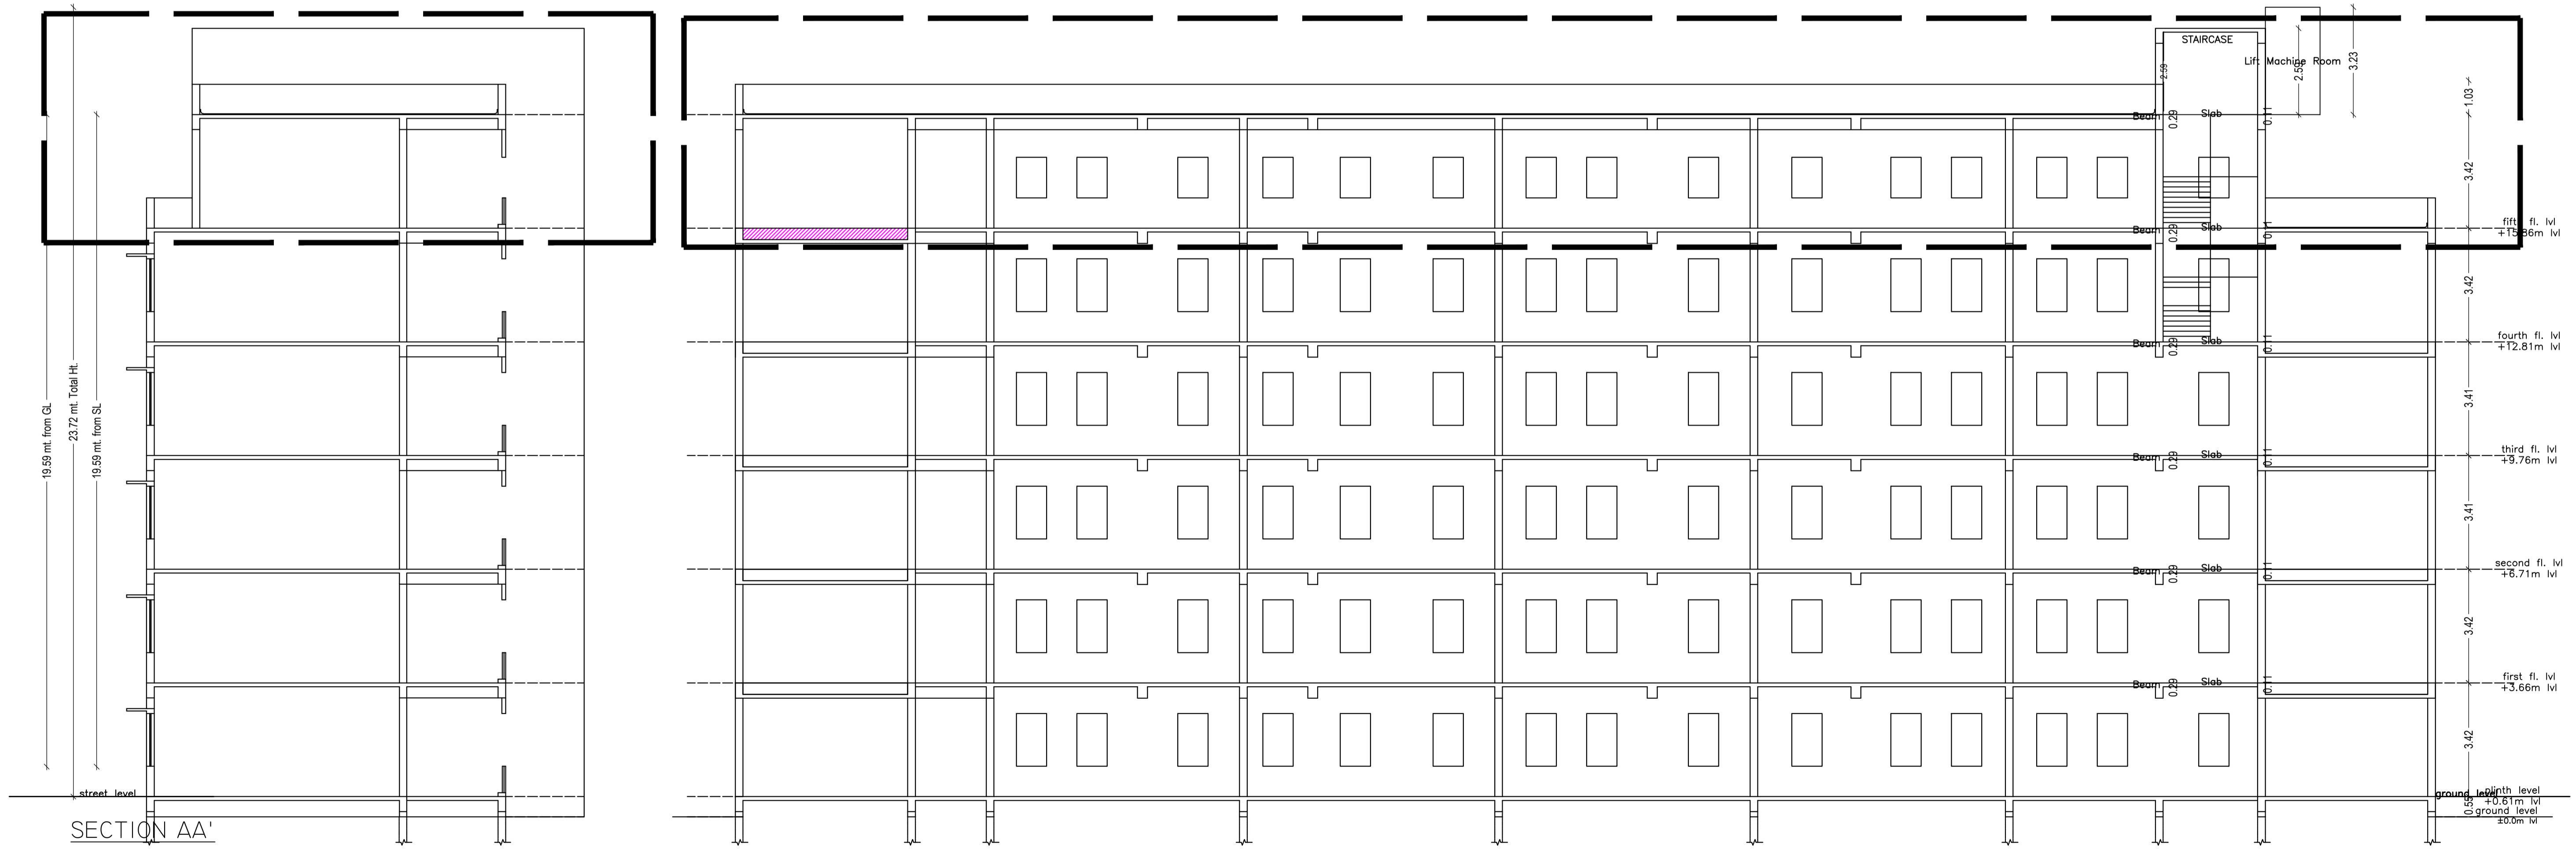 STAIRCASE
Lift Machine Room
2.59
2.59
3.23
1.03
Beam
0.29
Slab
0.11
3.42
fifth fl. lvl
+15.86m lvl
Beam
0.29
Slab
0.11
3.42
fourth fl. lvl
+12.81m lvl
Beam
0.29
Slab
0.11
3.41
third fl. lvl
+9.76m lvl
Beam
0.29
Slab
0.11
3.41
second fl. lvl
+6.71m lvl
Beam
0.29
Slab
0.11
3.42
first fl. lvl
+3.66m lvl
Beam
0.29
Slab
0.11
3.42
19.59 mt. from GL
23.72 mt. Total Ht.
19.59 mt. from SL
street level
ground level
plinth level
+0.61m lvl
0.55
ground level
±0.0m lvl
SECTION AA'